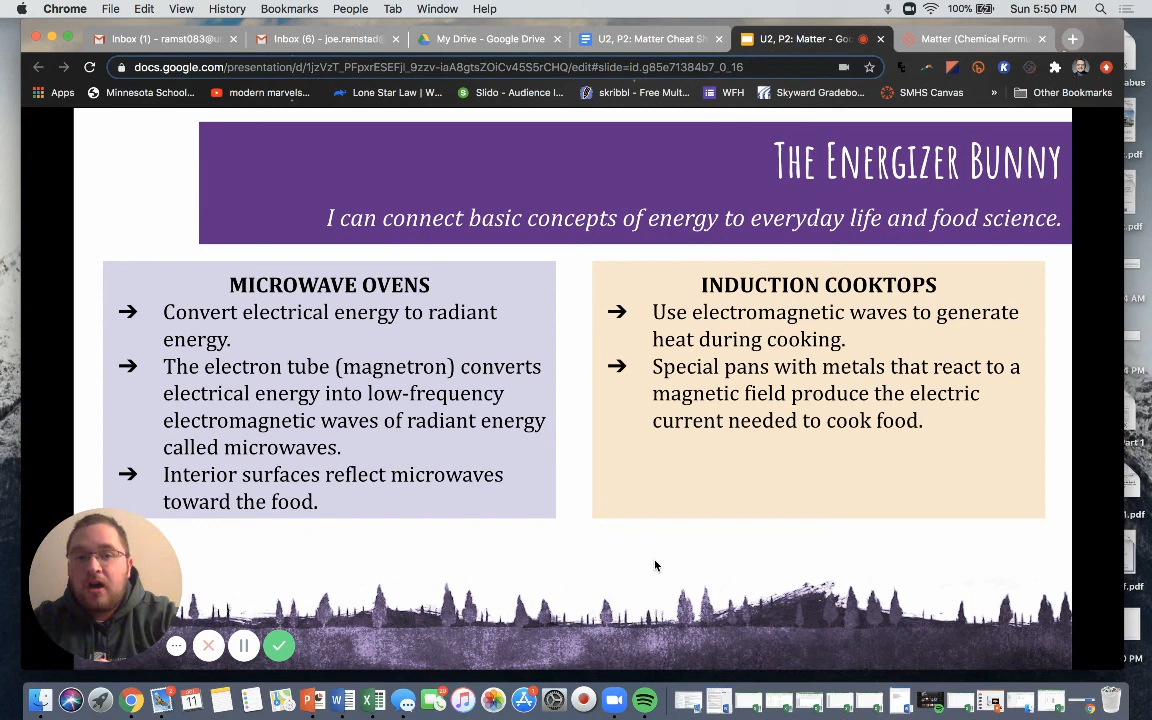 Chrome File Edit View History Bookmarks People Tab Window Help 100% Sun 5:50 PM
Inbox (1) - ramst083@u
Inbox (6) - joe.ramstad
My Drive - Google Drive
U2, P2: Matter Cheat Sh
U2, P2: Matter - Goo
Matter (Chemical Formu
docs.google.com/presentation/d/1jzVzT_PFpxrESEFjl_9zzv-iaA8gtsZOiCv45S5rCHQ/edit#slide=id.g85e71384b7_0_16
Apps Minnesota School... modern marvels... Lone Star Law | W... Slido - Audience I... skribbl - Free Mult... WFH Skyward Gradebo... SMHS Canvas » Other Bookmarks
THE ENERGIZER BUNNY
I can connect basic concepts of energy to everyday life and food science.
MICROWAVE OVENS
➔ Convert electrical energy to radiant
energy.
➔ The electron tube (magnetron) converts
electrical energy into low-frequency
electromagnetic waves of radiant energy
called microwaves.
➔ Interior surfaces reflect microwaves
toward the food.
INDUCTION COOKTOPS
➔ Use electromagnetic waves to generate
heat during cooking.
➔ Special pans with metals that react to a
magnetic field produce the electric
current needed to cook food.